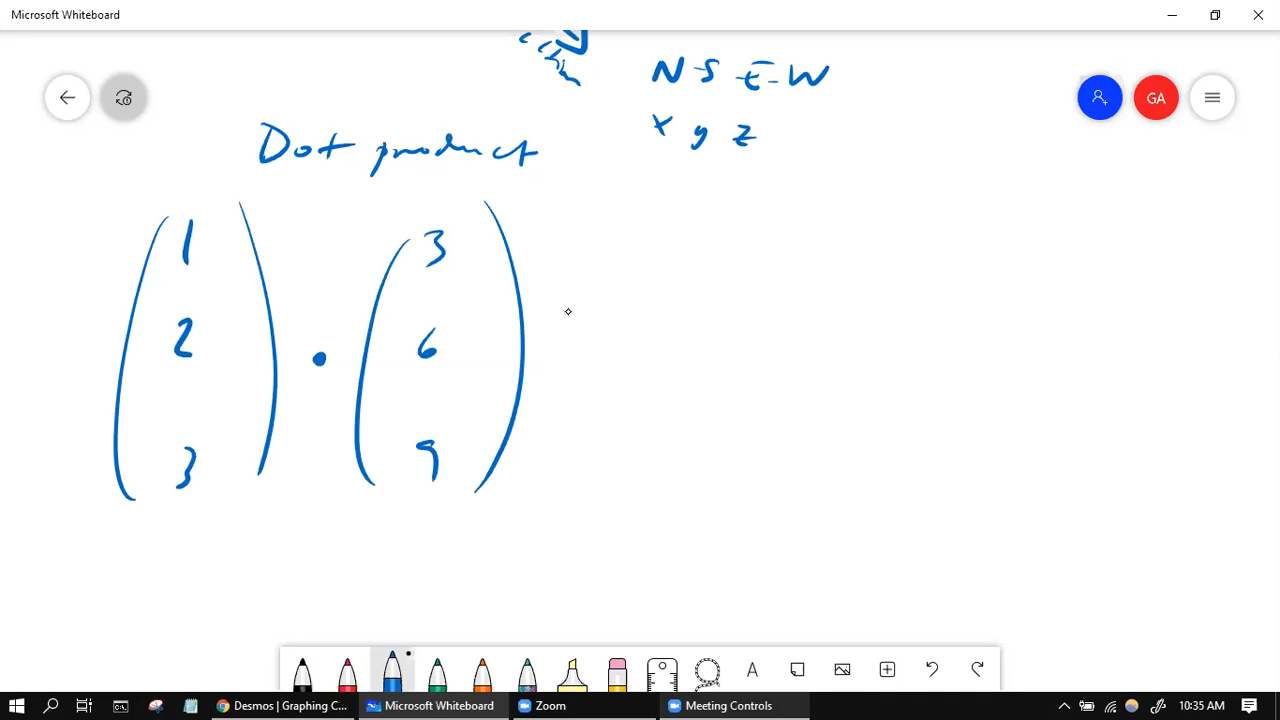 Microsoft Whiteboard
N-S E-W
x y z
GA
Dot product
1 3
2 • 6
3 9
A
Desmos | Graphing C...
Microsoft Whiteboard
Zoom
Meeting Controls
10:35 AM